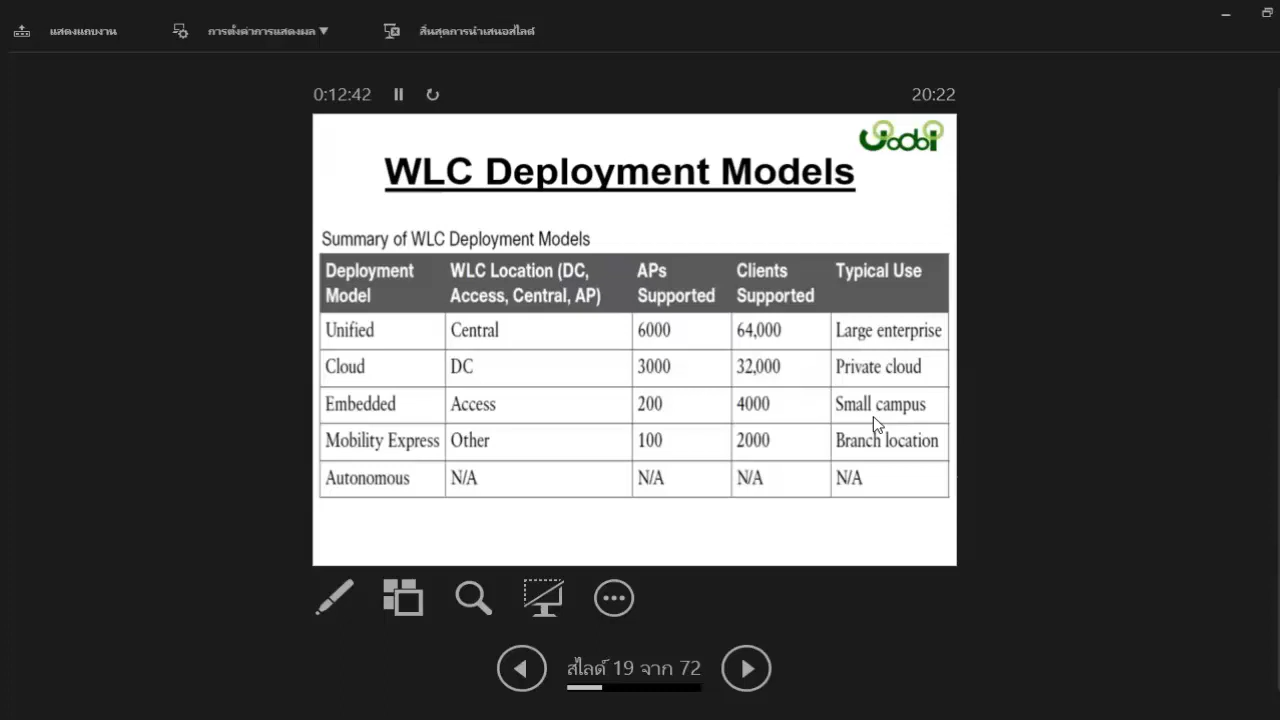 แสดงแถบงาน การตั้งค่าการแสดงผล ▼ สิ้นสุดการนำเสนอสไลด์
0:12:42 20:22
WLC Deployment Models
Summary of WLC Deployment Models
Deployment Model WLC Location (DC, Access, Central, AP) APs Supported Clients Supported Typical Use
Unified Central 6000 64,000 Large enterprise
Cloud DC 3000 32,000 Private cloud
Embedded Access 200 4000 Small campus
Mobility Express Other 100 2000 Branch location
Autonomous N/A N/A N/A N/A
สไลด์ 19 จาก 72